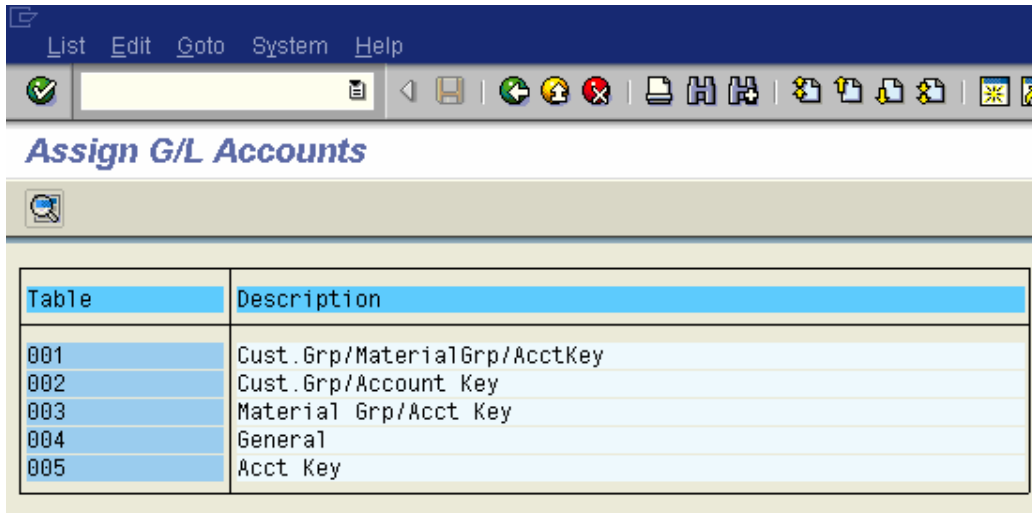 List Edit Goto System Help
Assign G/L Accounts
Table Description
001 Cust.Grp/MaterialGrp/AcctKey
002 Cust.Grp/Account Key
003 Material Grp/Acct Key
004 General
005 Acct Key